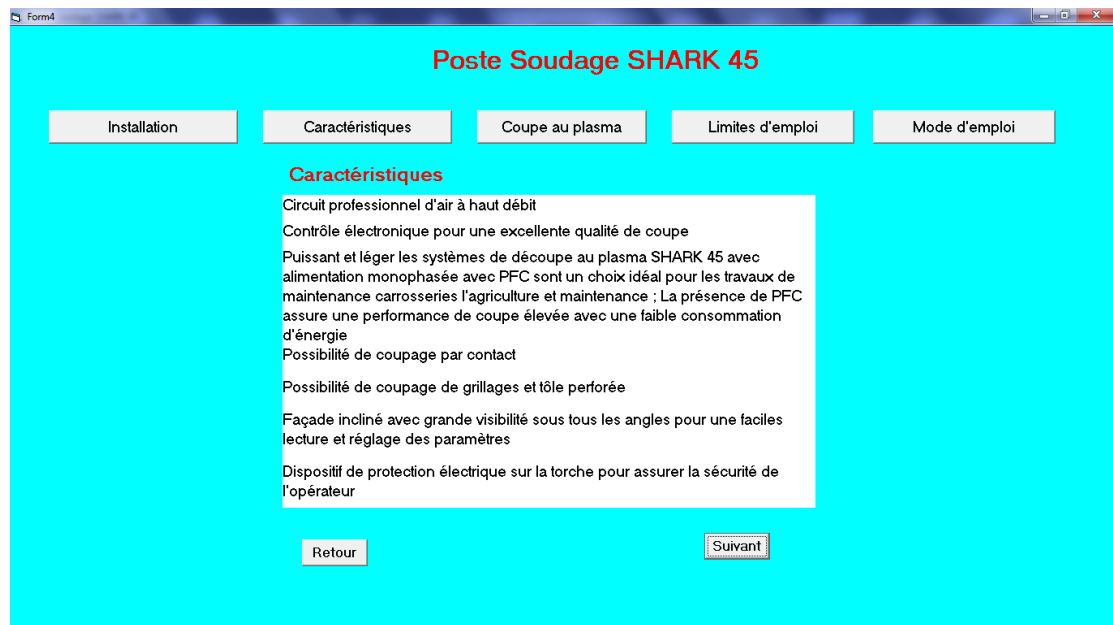 Form4
Poste Soudage SHARK 45
Installation
Caractéristiques
Coupe au plasma
Limites d'emploi
Mode d'emploi
Caractéristiques
Circuit professionnel d'air à haut débit
Contrôle électronique pour une excellente qualité de coupe
Puissant et léger les systèmes de découpe au plasma SHARK 45 avec
alimentation monophasée avec PFC sont un choix idéal pour les travaux de
maintenance carrosseries l'agriculture et maintenance ; La présence de PFC
assure une performance de coupe élevée avec une faible consommation
d'énergie
Possibilité de coupage par contact
Possibilité de coupage de grillages et tôle perforée
Façade incliné avec grande visibilité sous tous les angles pour une faciles
lecture et réglage des paramètres
Dispositif de protection électrique sur la torche pour assurer la sécurité de
l'opérateur
Retour
Suivant